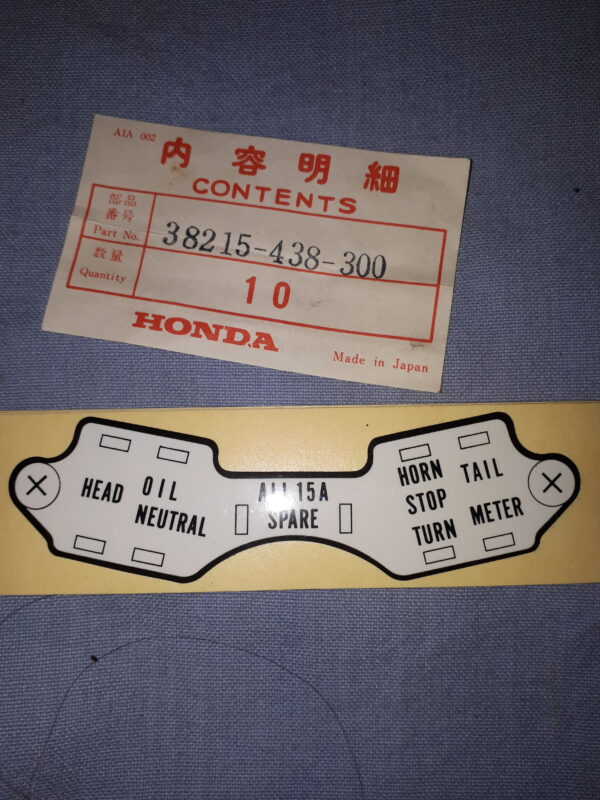 AIA 002
内容明細
CONTENTS
部品
番号
Part No.
38215-438-300
数量
Quantity
10
HONDA
Made in Japan
HEAD
OIL
NEUTRAL
ALL 15A
SPARE
HORN
STOP
TURN
TAIL
METER